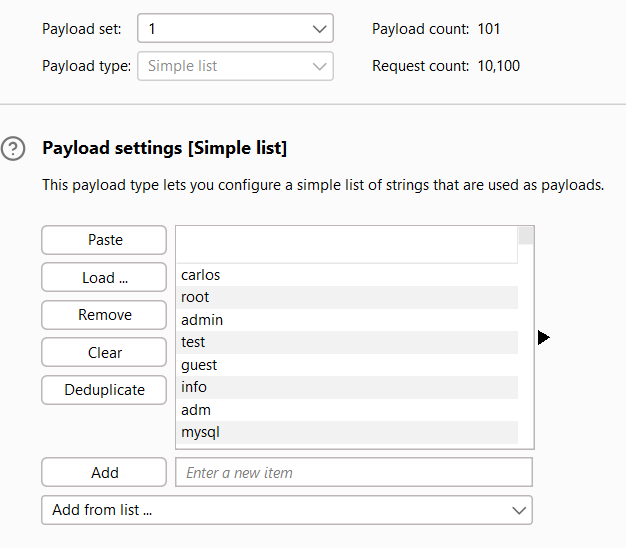 Payload set: 1 Payload count: 101
Payload type: Simple list Request count: 10,100
? Payload settings [Simple list]
This payload type lets you configure a simple list of strings that are used as payloads.
Paste
Load ...
Remove
Clear
Deduplicate
carlos
root
admin
test
guest
info
adm
mysql
Add Enter a new item
Add from list ...